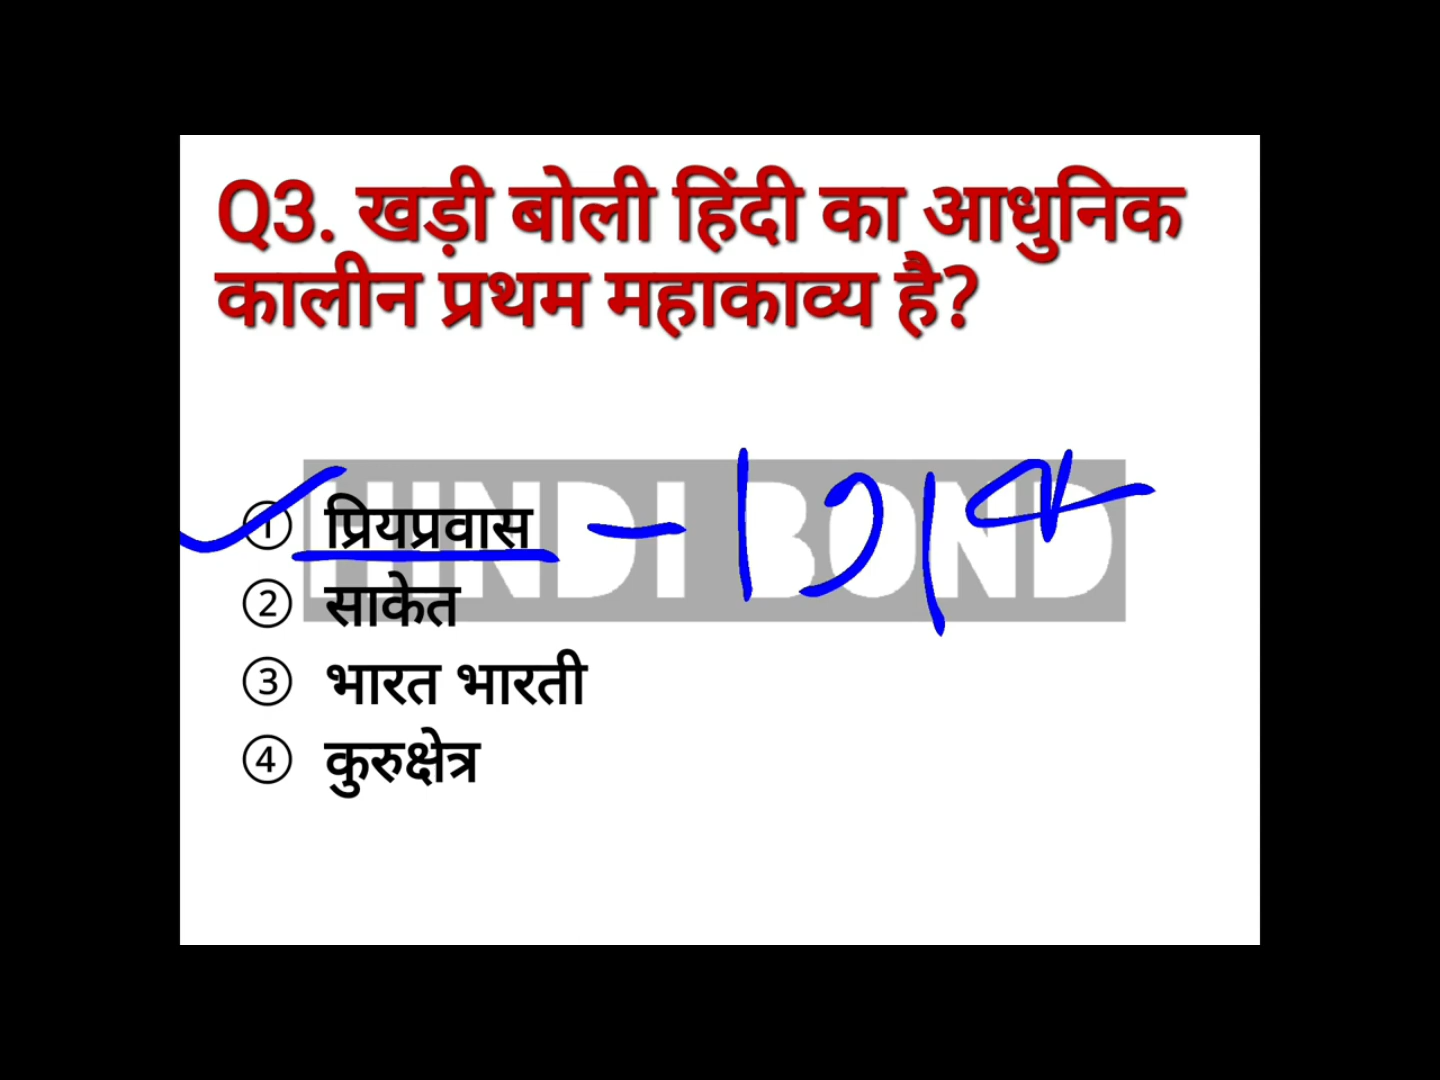 Q3. खड़ी बोली हिंदी का आधुनिक
कालीन प्रथम महाकाव्य है?
HINDI BOND
① प्रियप्रवास – 1914
② साकेत
③ भारत भारती
④ कुरुक्षेत्र